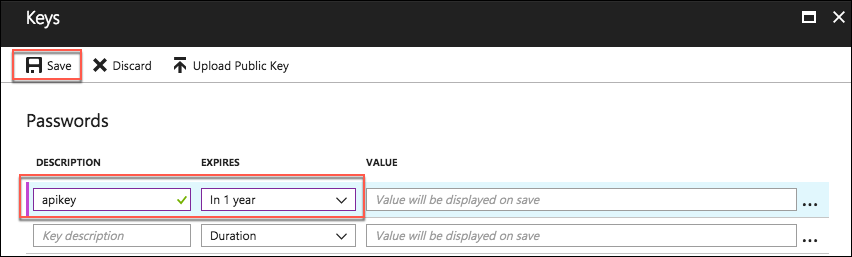 Keys
Save Discard Upload Public Key
Passwords
DESCRIPTION EXPIRES VALUE
apikey In 1 year Value will be displayed on save ...
Key description Duration Value will be displayed on save ...